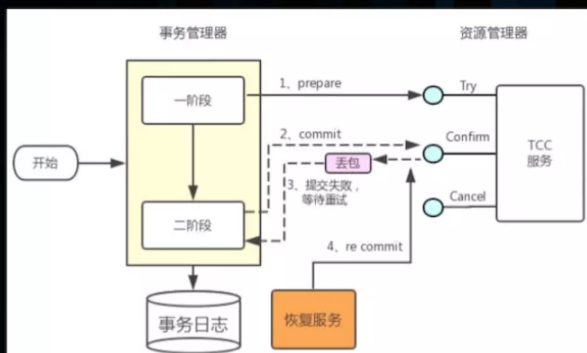 事务管理器
资源管理器
一阶段
1、prepare
Try
2、commit
Confirm
TCC
服务
开始
丢包
3、提交失败，
等待重试
Cancel
二阶段
4、re commit
事务日志
恢复服务